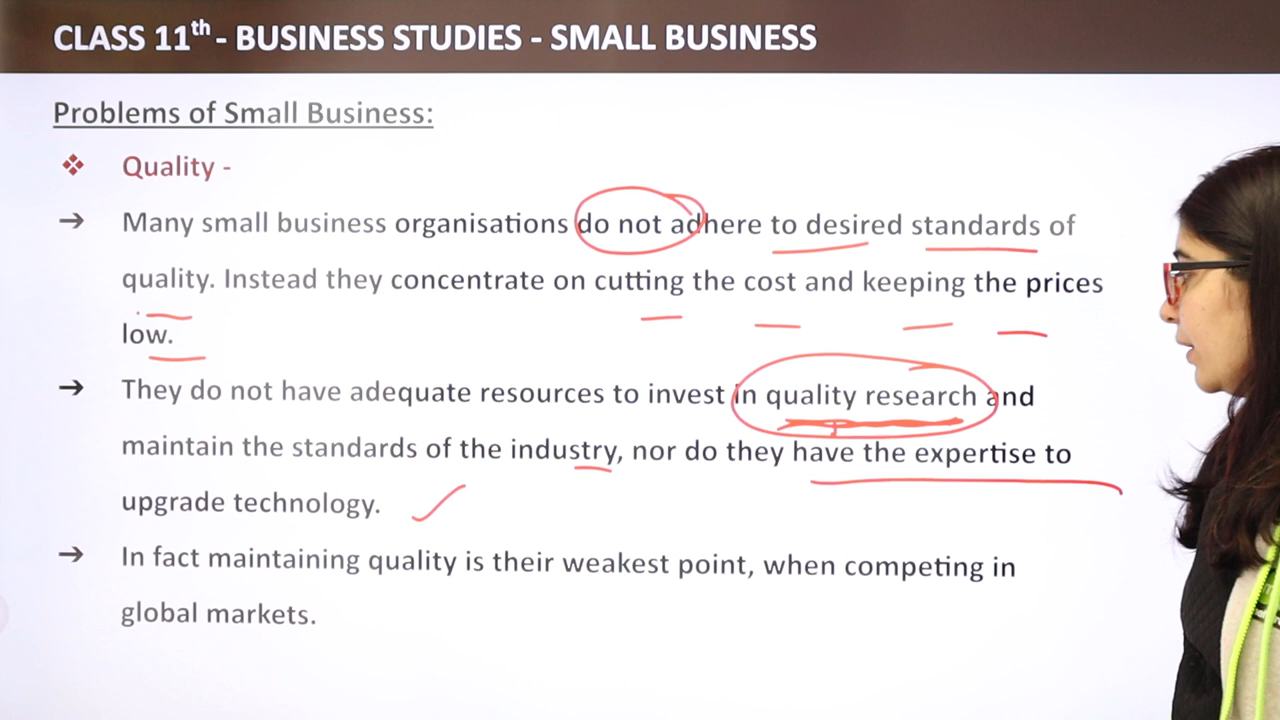 CLASS 11th - BUSINESS STUDIES - SMALL BUSINESS
Problems of Small Business:
❖ Quality -
➔ Many small business organisations do not adhere to desired standards of
quality. Instead they concentrate on cutting the cost and keeping the prices
low.
➔ They do not have adequate resources to invest in quality research and
maintain the standards of the industry, nor do they have the expertise to
upgrade technology.
➔ In fact maintaining quality is their weakest point, when competing in
global markets.